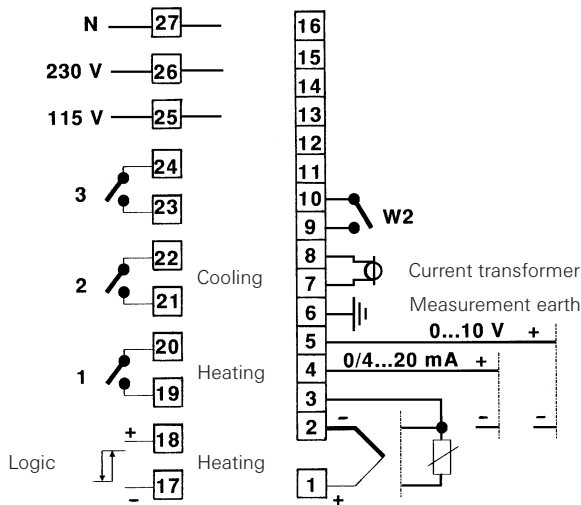 N 27
230 V 26
115 V 25
24
3
23
22
2 Cooling
21
20
1 Heating
19
+ 18
Logic Heating
- 17
16
15
14
13
12
11
10
W2
9
8
Current transformer
7
6 Measurement earth
5 0...10 V +
4 0/4...20 mA +
3
2 - - - -
1 +